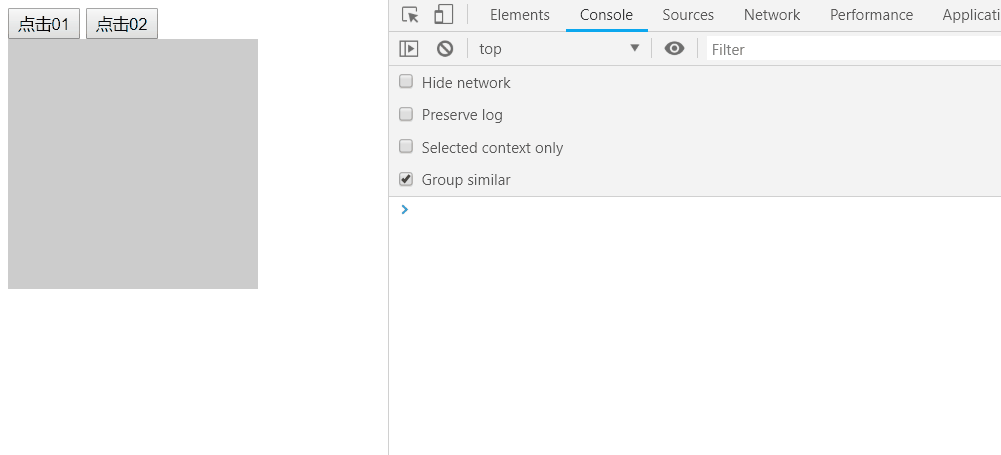 点击01 点击02
Elements Console Sources Network Performance Applicati
top Filter
Hide network
Preserve log
Selected context only
Group similar